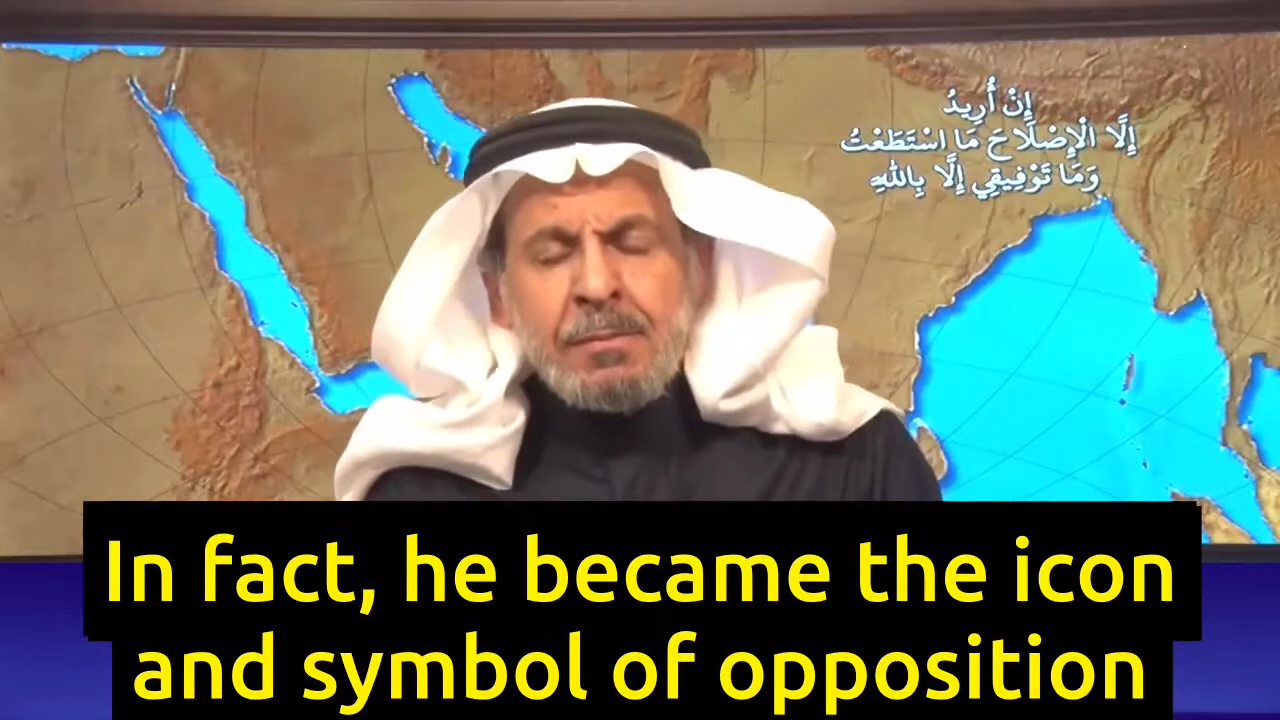 إِنْ أُرِيدُ
إِلَّا الْإِصْلَاحَ مَا اسْتَطَعْتُ
وَمَا تَوْفِيقِي إِلَّا بِاللَّهِ
In fact, he became the icon
and symbol of opposition